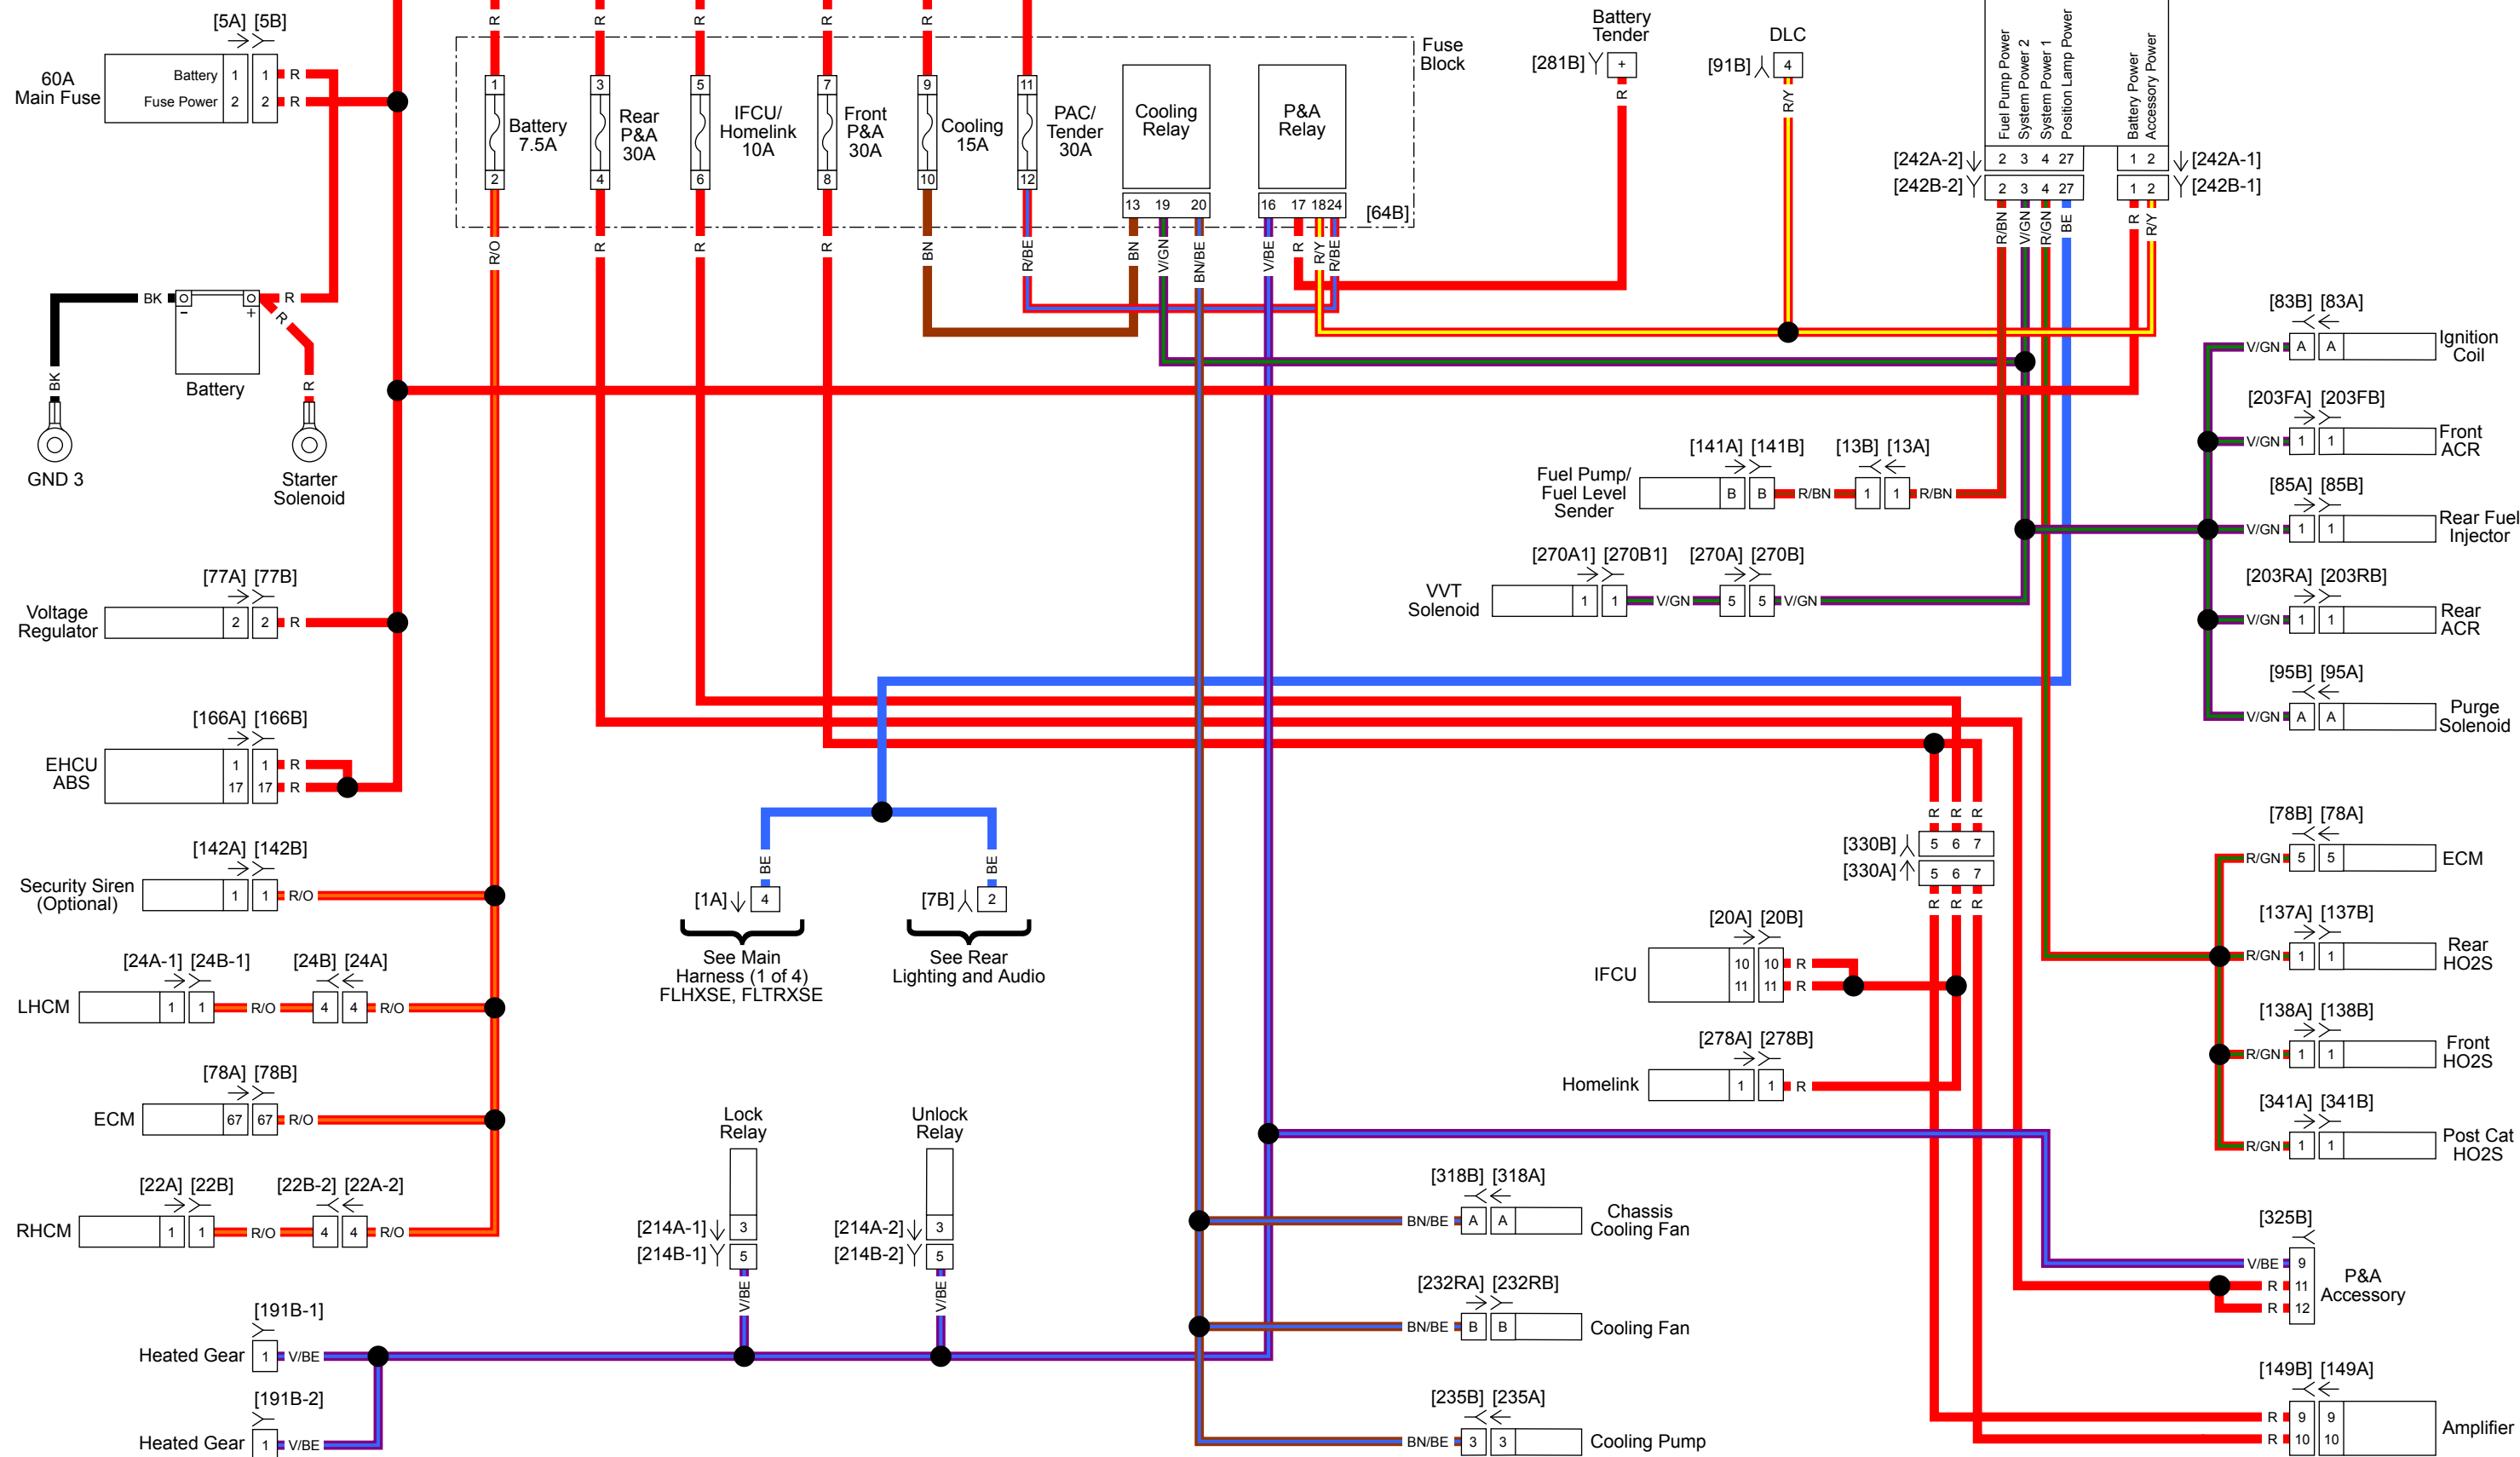 [5A] [5B]
60A
Main Fuse
Battery 1 1 R
Fuse Power 2 2 R
R R R R R
Fuse
Block
1 3 5 7 9 11
Battery
7.5A
Rear
P&A
30A
IFCU/
Homelink
10A
Front
P&A
30A
Cooling
15A
PAC/
Tender
30A
2 4 6 8 10 12
Cooling
Relay
P&A
Relay
13 19 20
16 17 18 24
[64B]
R/O R R R BN R/BE BN V/GN BN/BE V/BE R R/Y R/BE
Battery
Tender
[281B] +
R
DLC
[91B] 4
R/Y
Fuel Pump Power
System Power 2
System Power 1
Position Lamp Power
Battery Power
Accessory Power
[242A-2] 2 3 4 27 1 2 [242A-1]
[242B-2] 2 3 4 27 1 2 [242B-1]
R/BN V/GN R/GN BE R R/Y
BK R
R
- +
Battery
BK R
GND 3
Starter
Solenoid
[77A] [77B]
Voltage
Regulator
2 2 R
[166A] [166B]
EHCU
ABS
1 1 R
17 17 R
[142A] [142B]
Security Siren
(Optional)
1 1 R/O
[24A-1] [24B-1] [24B] [24A]
LHCM 1 1 R/O 4 4 R/O
[78A] [78B]
ECM 67 67 R/O
[22A] [22B] [22B-2] [22A-2]
RHCM 1 1 R/O 4 4 R/O
[191B-1]
Heated Gear 1 V/BE
[191B-2]
Heated Gear 1 V/BE
BE BE
[1A] 4
[7B] 2
See Main
Harness (1 of 4)
FLHXSE, FLTRXSE
See Rear
Lighting and Audio
Lock
Relay
[214A-1] 3
[214B-1] 5
V/BE
Unlock
Relay
[214A-2] 3
[214B-2] 5
V/BE
[141A] [141B] [13B] [13A]
Fuel Pump/
Fuel Level
Sender
B B R/BN 1 1 R/BN
[270A1] [270B1] [270A] [270B]
VVT
Solenoid
1 1 V/GN 5 5 V/GN
R R R
[330B] 5 6 7
[330A] 5 6 7
R R R
[20A] [20B]
IFCU
10 10 R
11 11 R
[278A] [278B]
Homelink 1 1 R
[318B] [318A]
BN/BE A A
Chassis
Cooling Fan
[232RA] [232RB]
BN/BE B B Cooling Fan
[235B] [235A]
BN/BE 3 3 Cooling Pump
[83B] [83A]
V/GN A A
Ignition
Coil
[203FA] [203FB]
V/GN 1 1
Front
ACR
[85A] [85B]
V/GN 1 1
Rear Fuel
Injector
[203RA] [203RB]
V/GN 1 1
Rear
ACR
[95B] [95A]
V/GN A A
Purge
Solenoid
[78B] [78A]
R/GN 5 5 ECM
[137A] [137B]
R/GN 1 1
Rear
HO2S
[138A] [138B]
R/GN 1 1
Front
HO2S
[341A] [341B]
R/GN 1 1
Post Cat
HO2S
[325B]
V/BE 9
R 11
R 12
P&A
Accessory
[149B] [149A]
R 9 9
R 10 10
Amplifier